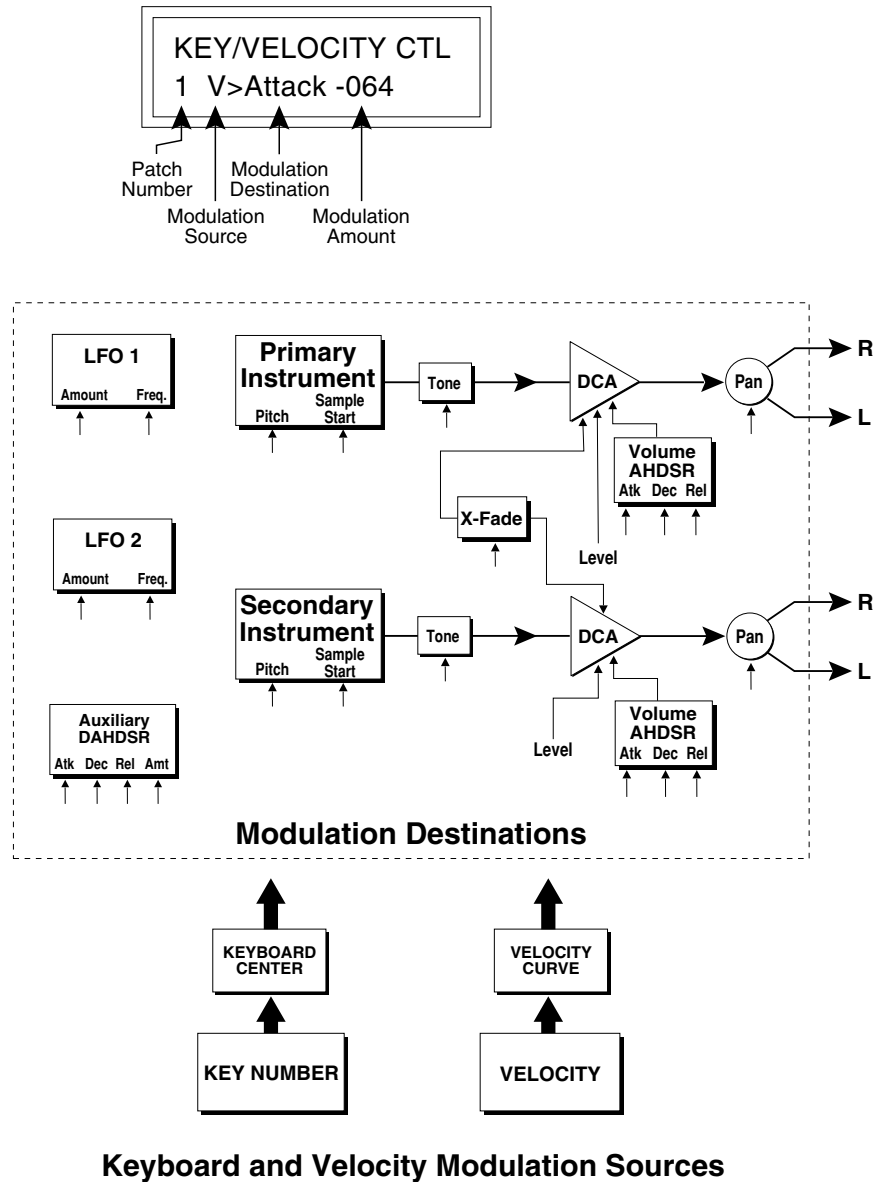 KEY/VELOCITY CTL
1 V>Attack -064
Patch
Number
Modulation
Destination
Modulation
Source
Modulation
Amount
LFO 1
Amount Freq.
Primary
Instrument
Pitch
Sample
Start
Tone
DCA
Pan
R
L
Volume
AHDSR
Atk Dec Rel
X-Fade
Level
LFO 2
Amount Freq.
Secondary
Instrument
Pitch
Sample
Start
Tone
DCA
Pan
R
L
Level
Volume
AHDSR
Atk Dec Rel
Auxiliary
DAHDSR
Atk Dec Rel Amt
Modulation Destinations
KEYBOARD
CENTER
VELOCITY
CURVE
KEY NUMBER
VELOCITY
Keyboard and Velocity Modulation Sources